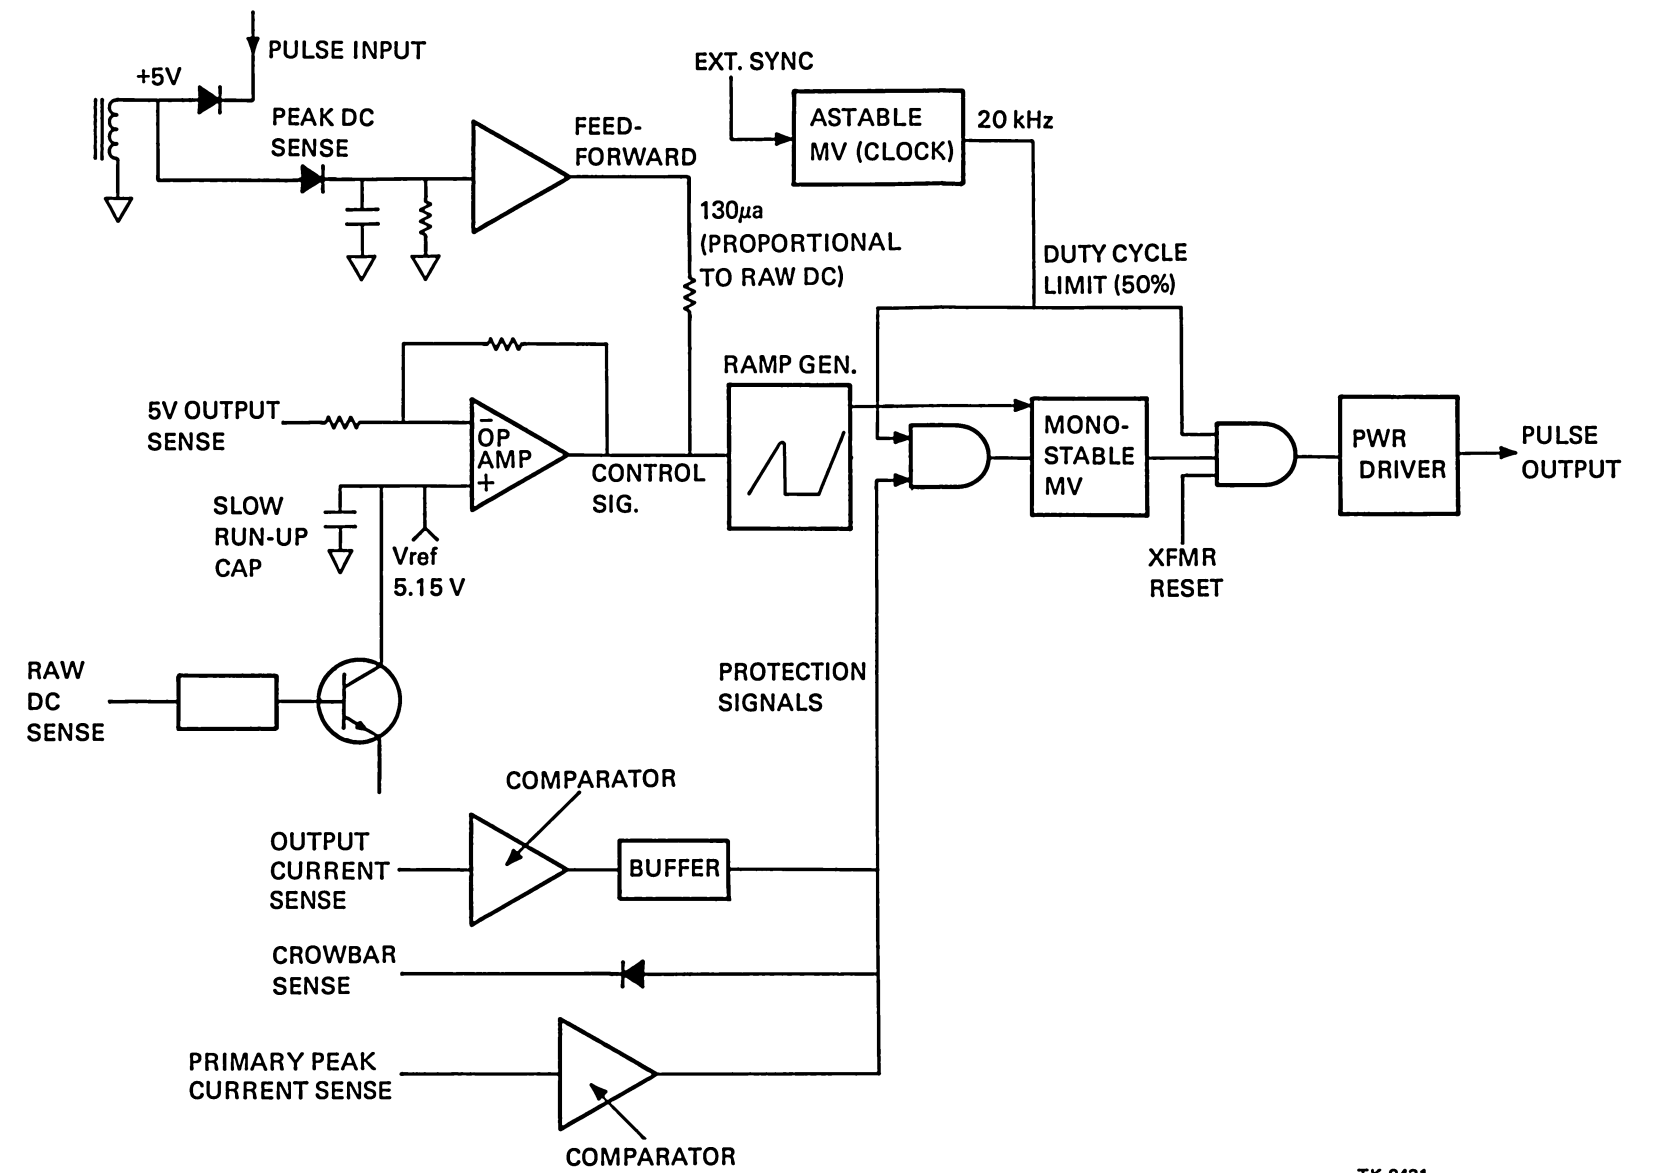 PULSE INPUT
+5V
PEAK DC
SENSE
FEED-
FORWARD
EXT. SYNC
ASTABLE
MV (CLOCK)
20 kHz
130µa
(PROPORTIONAL
TO RAW DC)
DUTY CYCLE
LIMIT (50%)
RAMP GEN.
5V OUTPUT
SENSE
−
OP
AMP
+
CONTROL
SIG.
SLOW
RUN-UP
CAP
Vref
5.15 V
MONO-
STABLE
MV
PWR
DRIVER
PULSE
OUTPUT
XFMR
RESET
RAW
DC
SENSE
PROTECTION
SIGNALS
COMPARATOR
OUTPUT
CURRENT
SENSE
BUFFER
CROWBAR
SENSE
PRIMARY PEAK
CURRENT SENSE
COMPARATOR